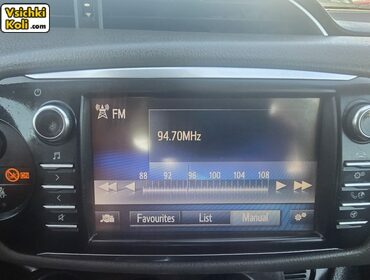 Vsichki
Koli.com
FM
94.70MHz
88 92 96 100 104 108
Favourites List Manual